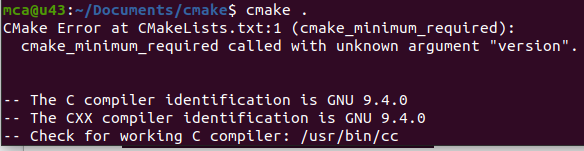 mca@u43:~/Documents/cmake$ cmake .
CMake Error at CMakeLists.txt:1 (cmake_minimum_required):
  cmake_minimum_required called with unknown argument "version".
-- The C compiler identification is GNU 9.4.0
-- The CXX compiler identification is GNU 9.4.0
-- Check for working C compiler: /usr/bin/cc